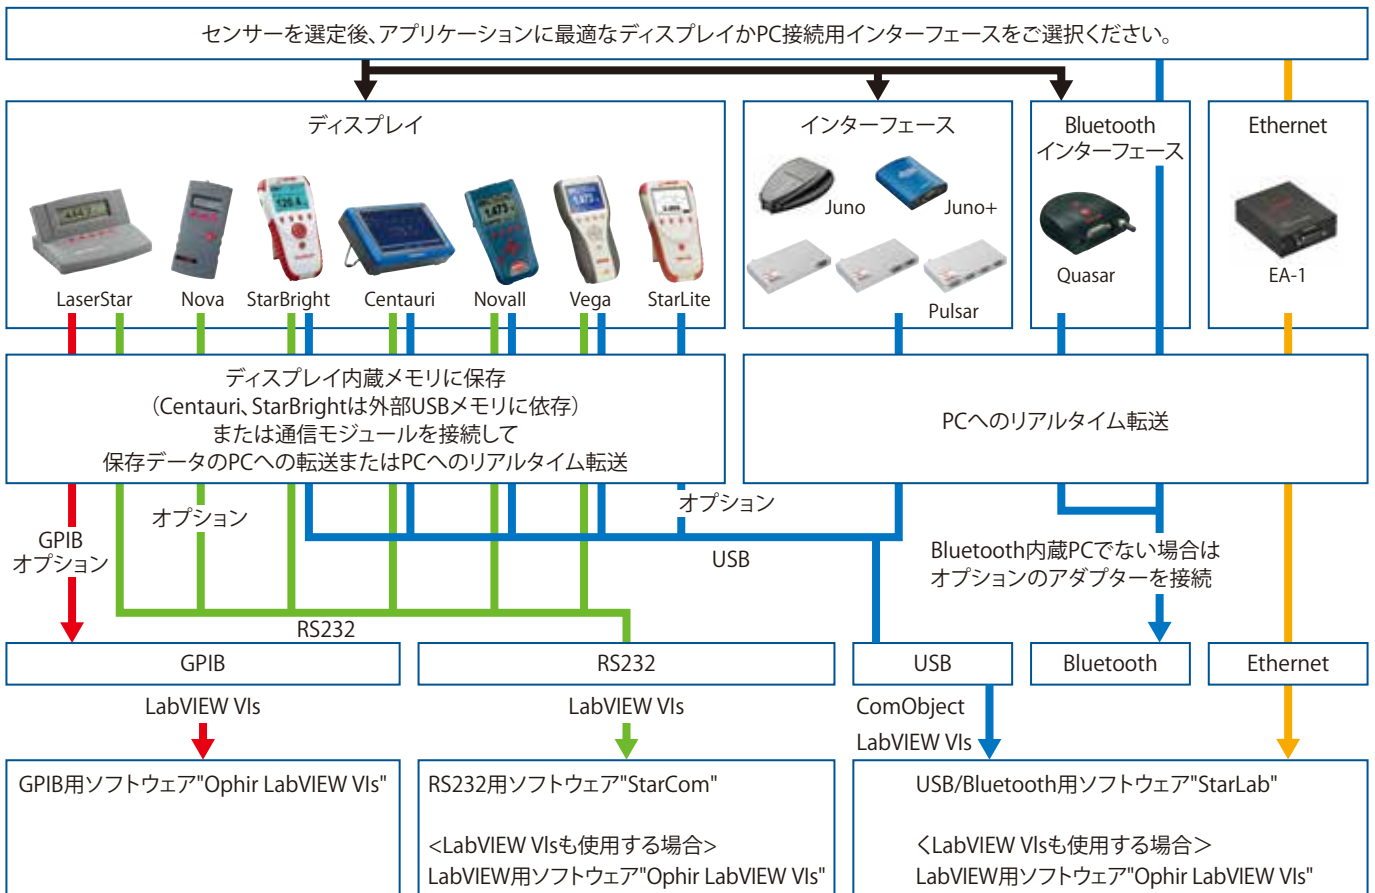 センサーを選定後、アプリケーションに最適なディスプレイかPC接続用インターフェースをご選択ください。
ディスプレイ
インターフェース
Bluetooth
インターフェース
Ethernet
Juno
Juno+
LaserStar
Nova
StarBright
Centauri
NovaII
Vega
StarLite
Pulsar
Quasar
EA-1
ディスプレイ内蔵メモリに保存
(Centauri、StarBrightは外部USBメモリに依存)
または通信モジュールを接続して
保存データのPCへの転送またはPCへのリアルタイム転送
PCへのリアルタイム転送
GPIB
オプション
オプション
オプション
USB
Bluetooth内蔵PCでない場合は
オプションのアダプターを接続
RS232
GPIB
RS232
USB
Bluetooth
Ethernet
LabVIEW VIs
LabVIEW VIs
ComObject
LabVIEW VIs
GPIB用ソフトウェア"Ophir LabVIEW VIs"
RS232用ソフトウェア"StarCom"
<LabVIEW VIsも使用する場合>
LabVIEW用ソフトウェア"Ophir LabVIEW VIs"
USB/Bluetooth用ソフトウェア"StarLab"
<LabVIEW VIsも使用する場合>
LabVIEW用ソフトウェア"Ophir LabVIEW VIs"